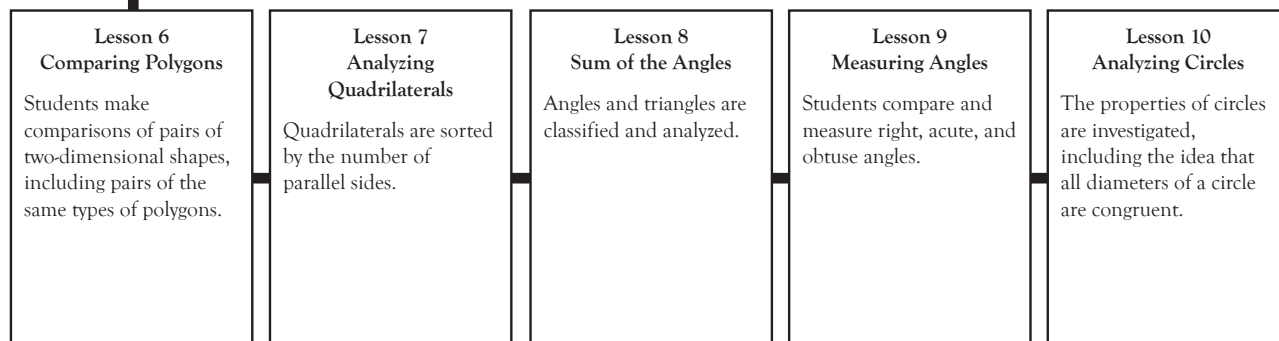 Lesson 6
Comparing Polygons
Students make
comparisons of pairs of
two-dimensional shapes,
including pairs of the
same types of polygons.
Lesson 7
Analyzing
Quadrilaterals
Quadrilaterals are sorted
by the number of
parallel sides.
Lesson 8
Sum of the Angles
Angles and triangles are
classified and analyzed.
Lesson 9
Measuring Angles
Students compare and
measure right, acute, and
obtuse angles.
Lesson 10
Analyzing Circles
The properties of circles
are investigated,
including the idea that
all diameters of a circle
are congruent.